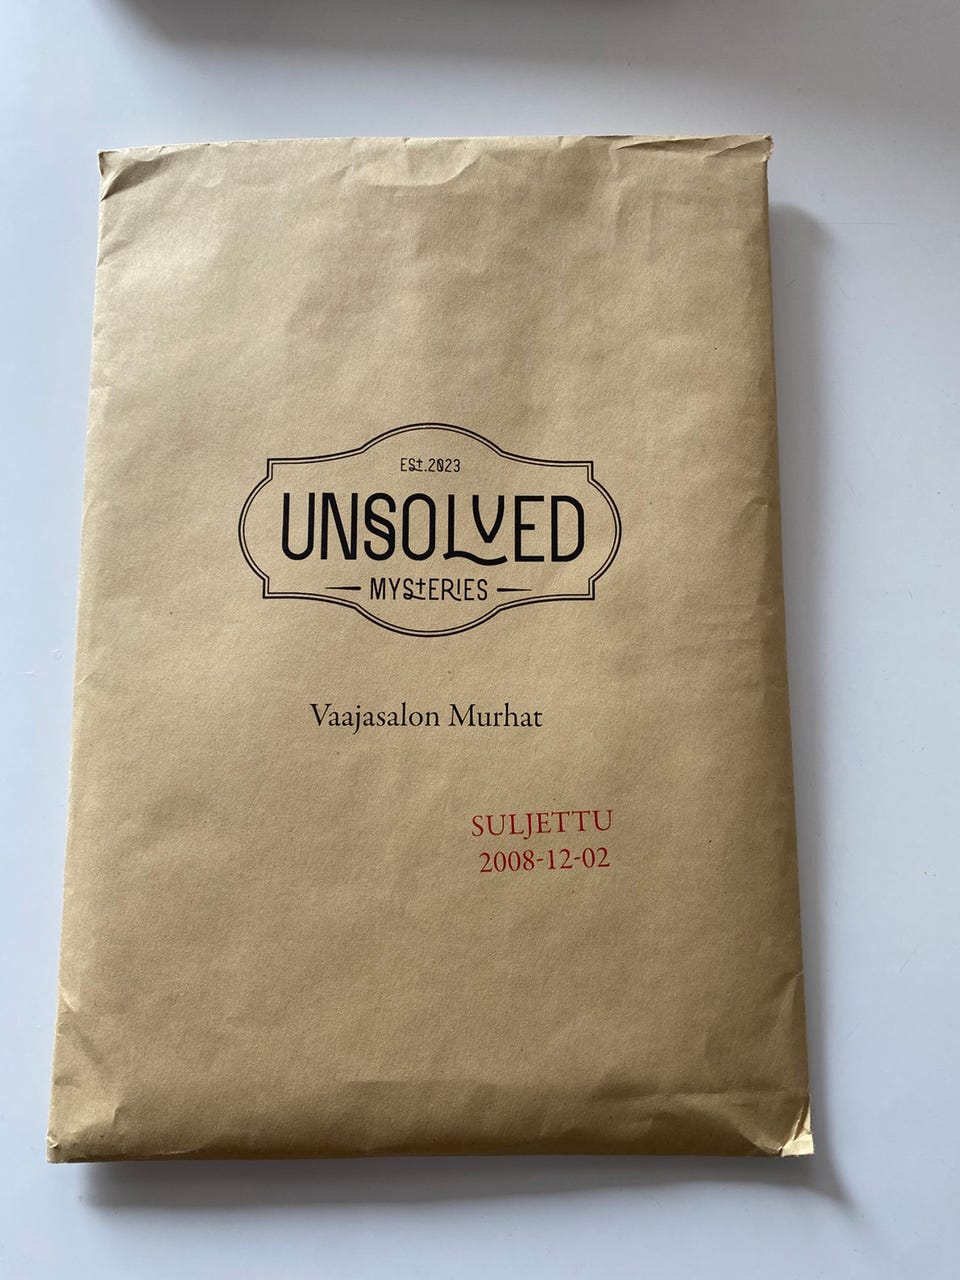 EST.2023
UNSOLVED
MYSTERIES
Vaajasalon Murhat
SULJETTU
2008-12-02